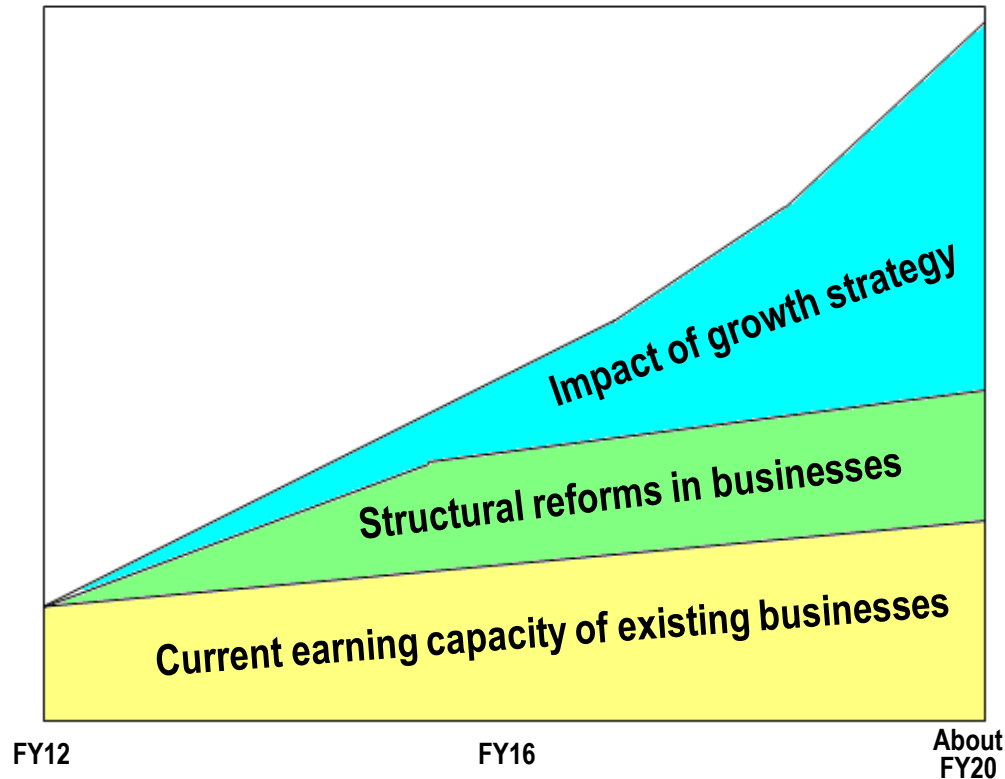 Impact of growth strategy
Structural reforms in businesses
Current earning capacity of existing businesses
FY12
FY16
About
FY20